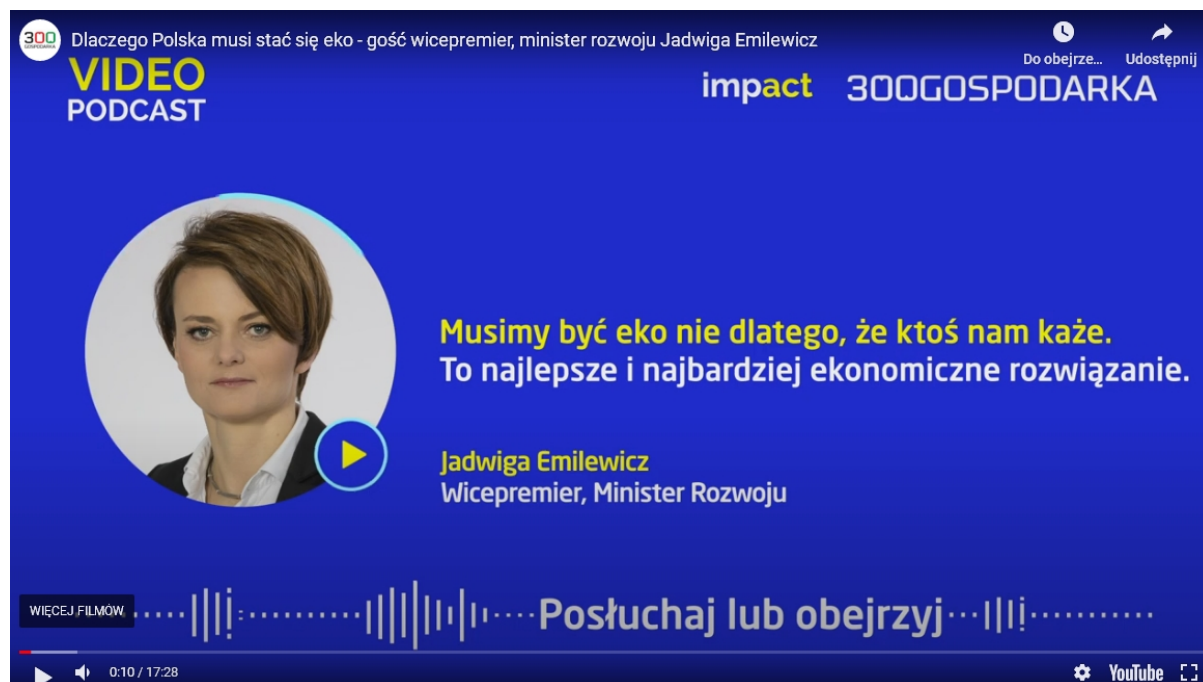 300
GOSPODARKA
Dlaczego Polska musi stać się eko - gość wicepremier, minister rozwoju Jadwiga Emilewicz
Do obejrze...
Udostępnij
VIDEO
PODCAST
impact
300GOSPODARKA
Musimy być eko nie dlatego, że ktoś nam każe.
To najlepsze i najbardziej ekonomiczne rozwiązanie.
Jadwiga Emilewicz
Wicepremier, Minister Rozwoju
WIĘCEJ FILMÓW
Posłuchaj lub obejrzyj
0:10 / 17:28
YouTube